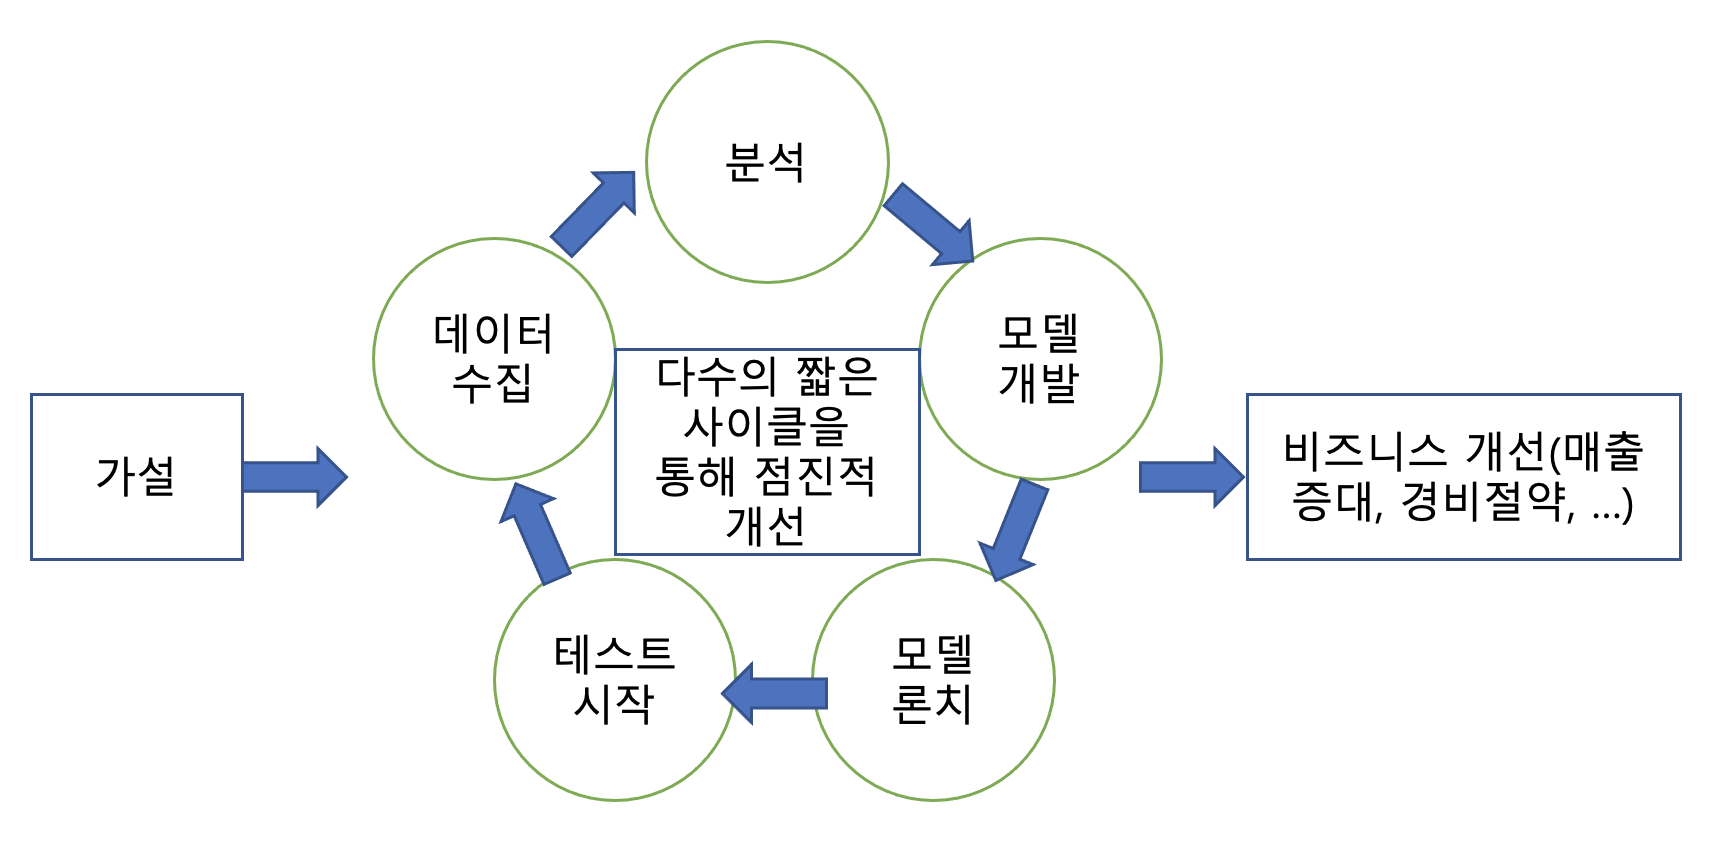 분석
데이터
수집
모델
개발
다수의 짧은
사이클을
통해 점진적
개선
가설
비즈니스 개선(매출
증대, 경비절약, ...)
테스트
시작
모델
론치